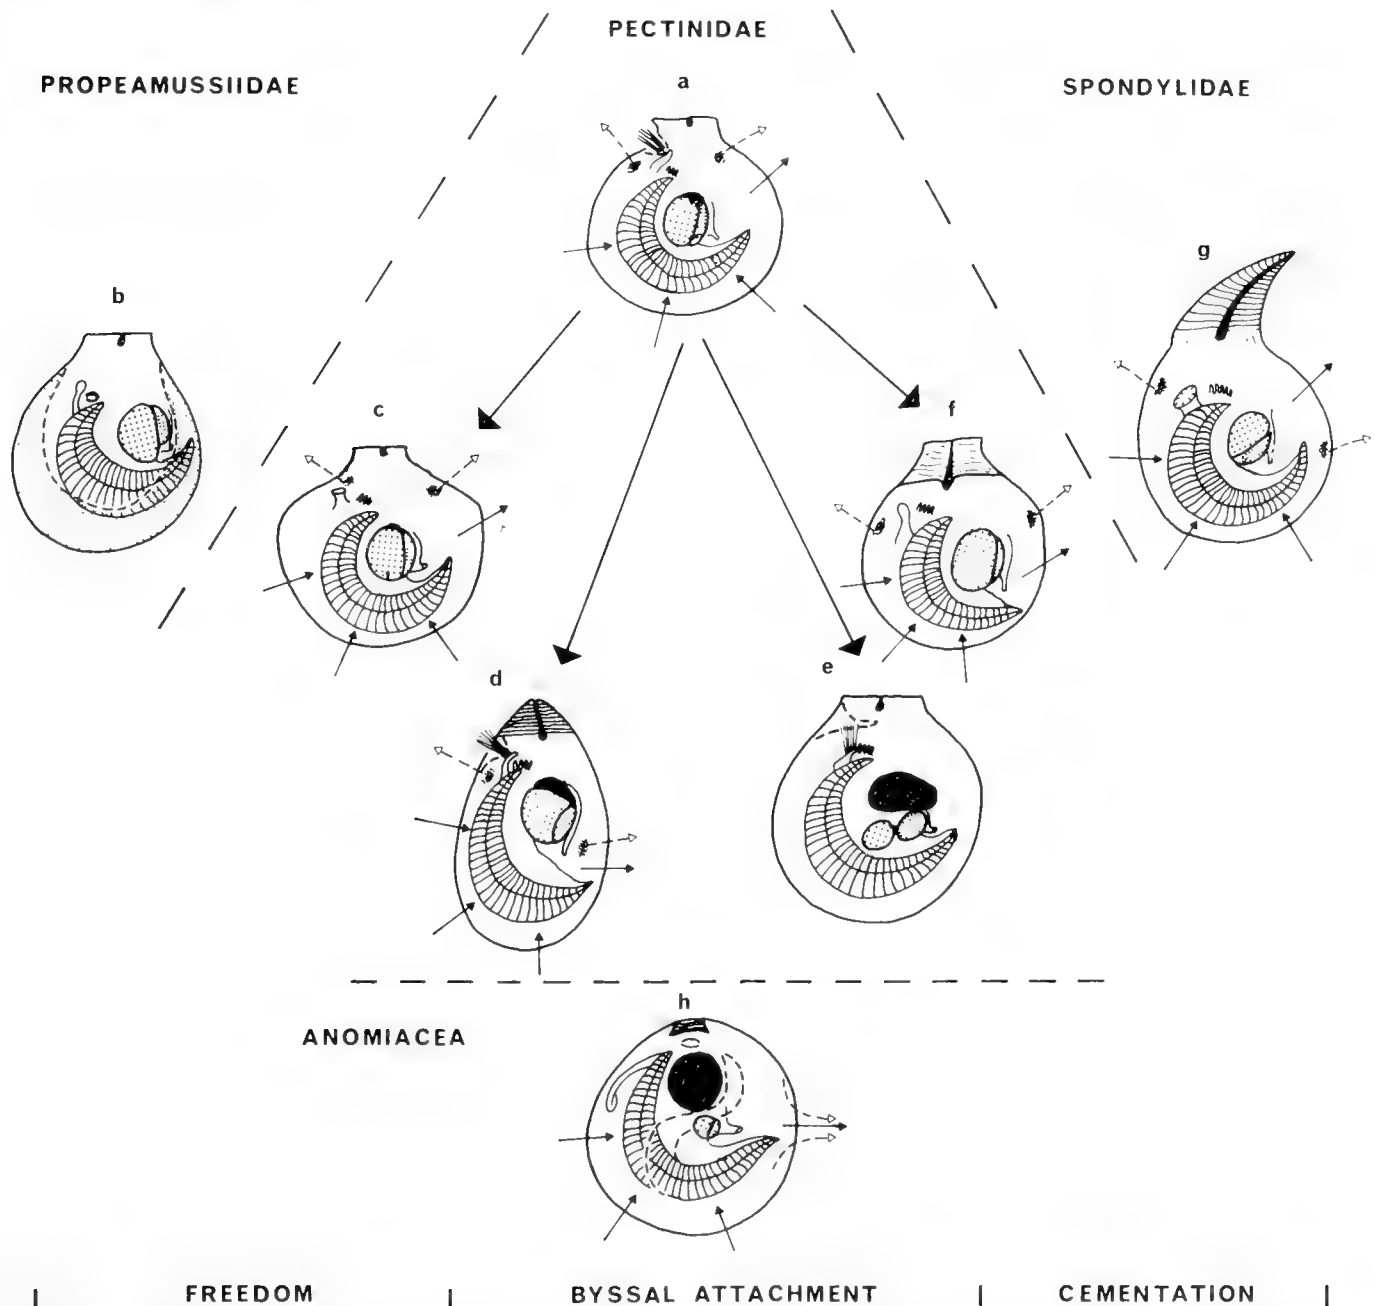 PECTINIDAE
PROPEAMUSSIIDAE
SPONDYLIDAE
a
b
c
d
e
f
g
h
ANOMIACEA
FREEDOM
BYSSAL ATTACHMENT
CEMENTATION